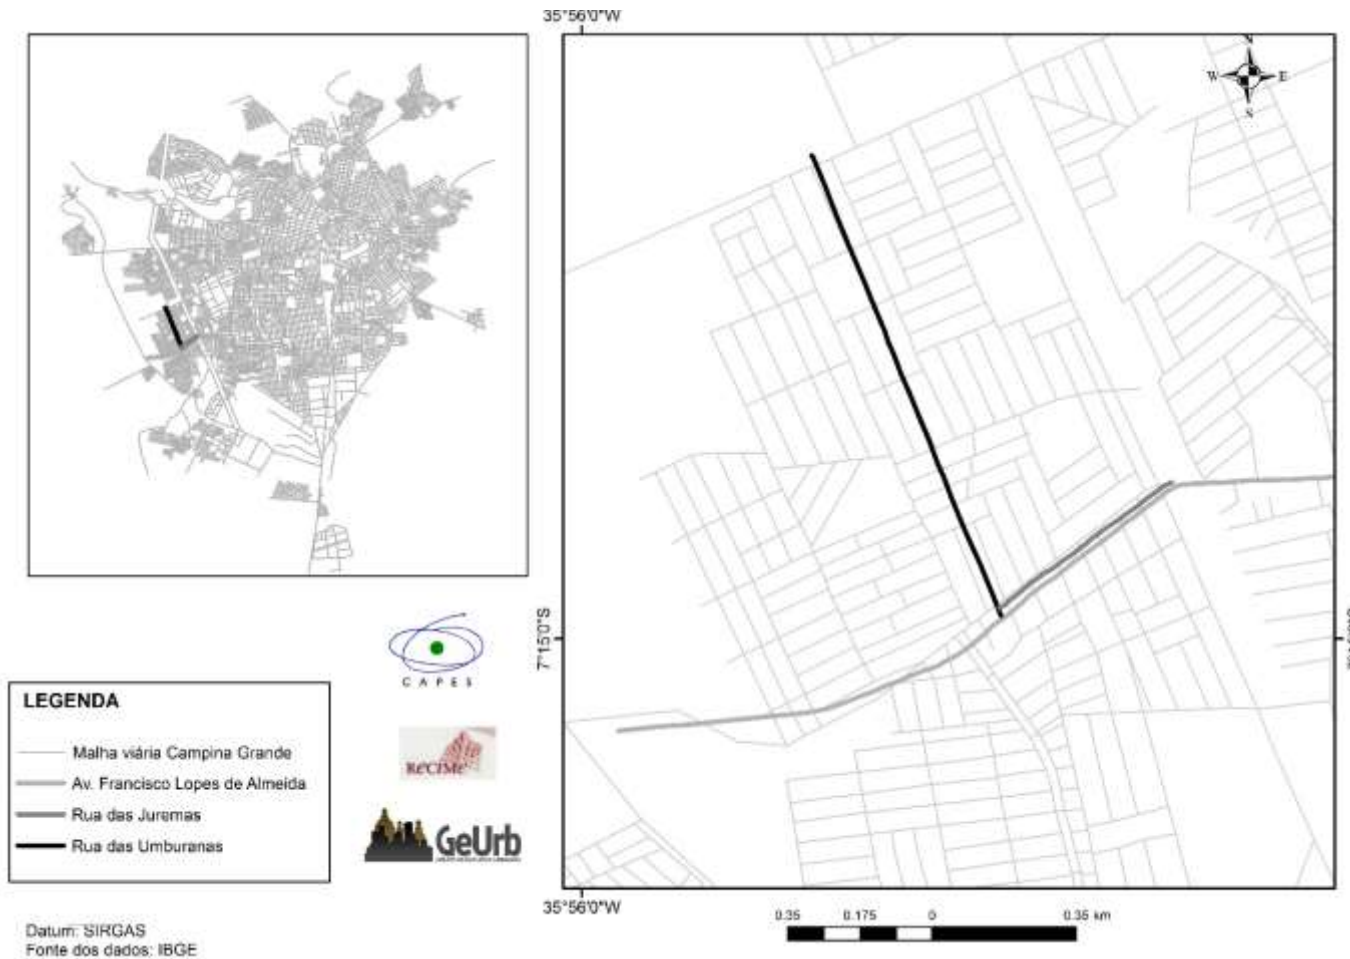 35°56'0"W
N
W E
S
7°15'0"S
CAPES
LEGENDA
ReCiMe
Malha viária Campina Grande
Av. Francisco Lopes de Almeida
Rua das Juremas
GeUrb
Rua das Umburanas
35°56'0"W
0.35 0.175 0 0.35 km
Datum: SIRGAS
Fonte dos dados: IBGE